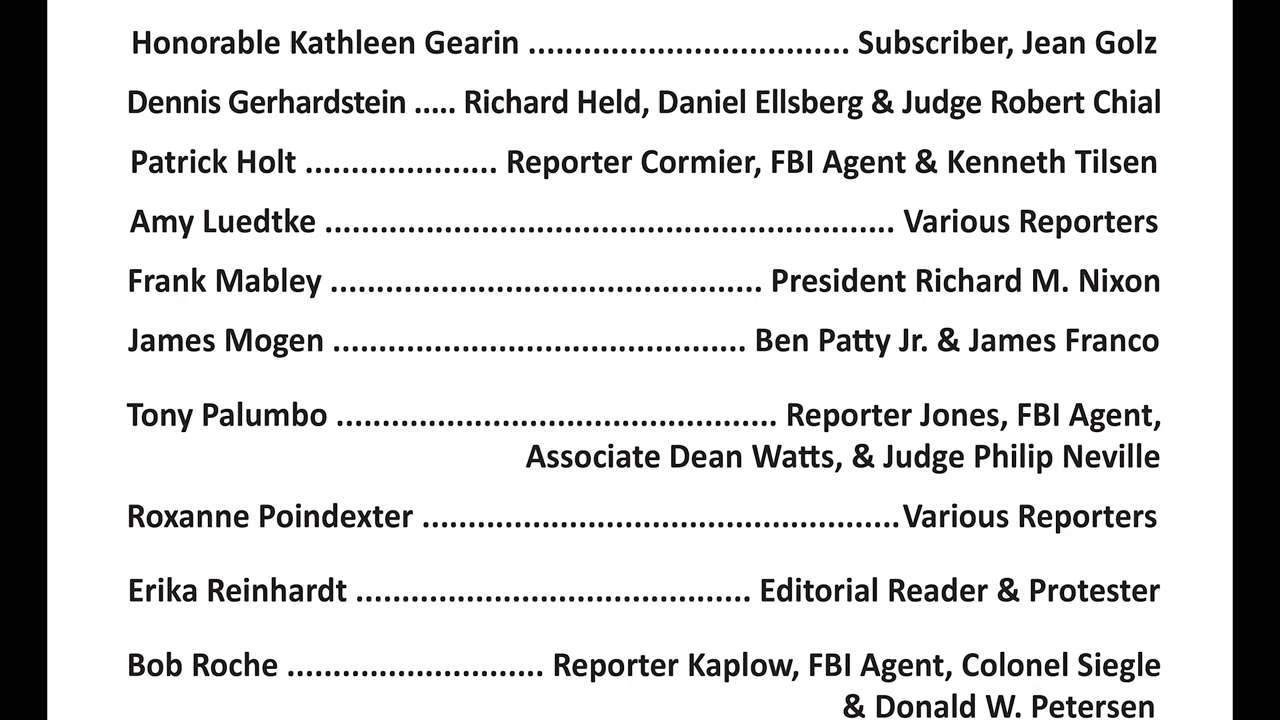 Honorable Kathleen Gearin ................................... Subscriber, Jean Golz
Dennis Gerhardstein ..... Richard Held, Daniel Ellsberg & Judge Robert Chial
Patrick Holt ..................... Reporter Cormier, FBI Agent & Kenneth Tilsen
Amy Luedtke .............................................................. Various Reporters
Frank Mabley ............................................... President Richard M. Nixon
James Mogen ............................................. Ben Patty Jr. & James Franco
Tony Palumbo ................................................ Reporter Jones, FBI Agent,
Associate Dean Watts, & Judge Philip Neville
Roxanne Poindexter ....................................................Various Reporters
Erika Reinhardt ........................................... Editorial Reader & Protester
Bob Roche ............................ Reporter Kaplow, FBI Agent, Colonel Siegle
& Donald W. Petersen